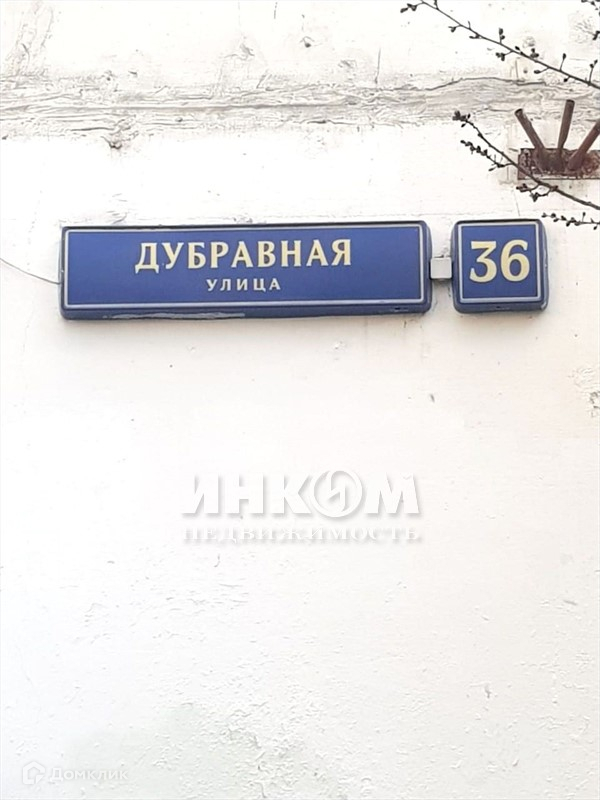 ДУБРАВНАЯ
УЛИЦА
36
ИНКОМ
НЕДВИЖИМОСТЬ
Домклик